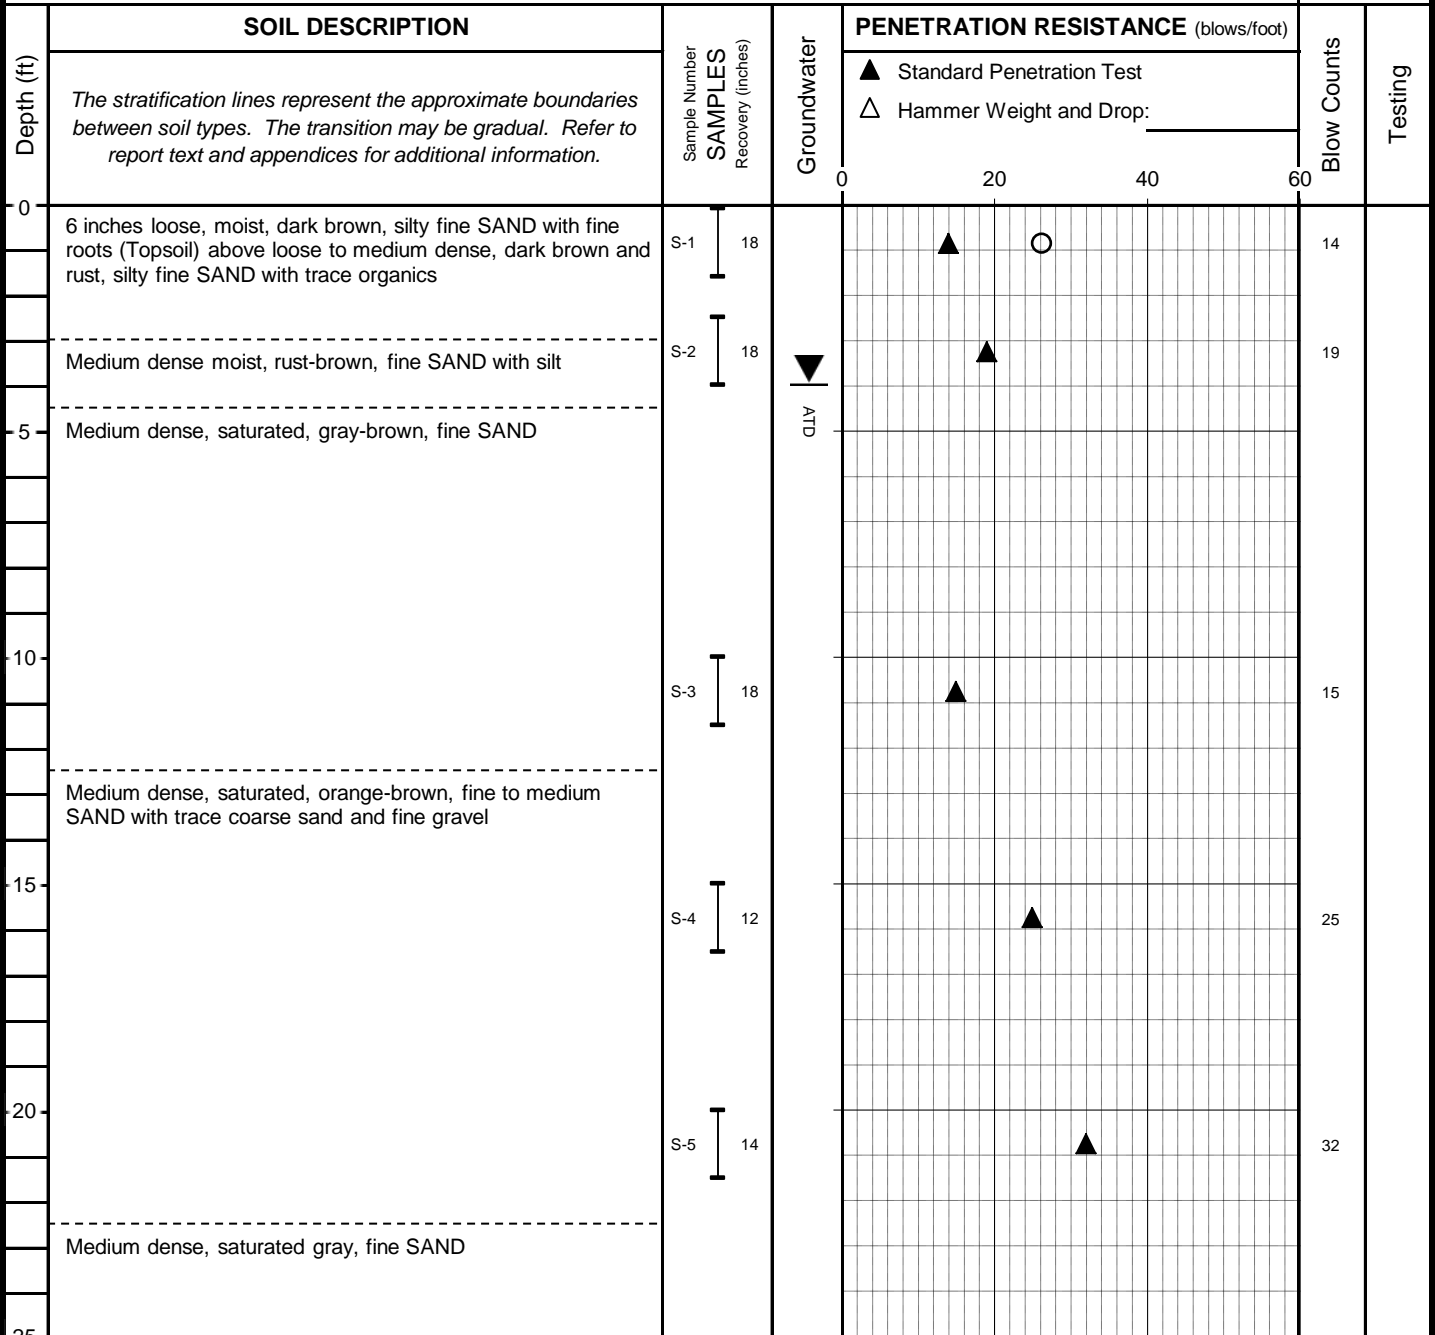 Depth (ft)
SOIL DESCRIPTION
The stratification lines represent the approximate boundaries
between soil types. The transition may be gradual. Refer to
report text and appendices for additional information.
Sample Number
SAMPLES
Recovery (inches)
Groundwater
PENETRATION RESISTANCE (blows/foot)
▲ Standard Penetration Test
△ Hammer Weight and Drop:
0 20 40 60
Blow Counts
Testing
0
6 inches loose, moist, dark brown, silty fine SAND with fine
roots (Topsoil) above loose to medium dense, dark brown and
rust, silty fine SAND with trace organics
S-1 18 14
Medium dense moist, rust-brown, fine SAND with silt
S-2 18 19
ATD
5
Medium dense, saturated, gray-brown, fine SAND
10
S-3 18 15
Medium dense, saturated, orange-brown, fine to medium
SAND with trace coarse sand and fine gravel
15
S-4 12 25
20
S-5 14 32
Medium dense, saturated gray, fine SAND
25